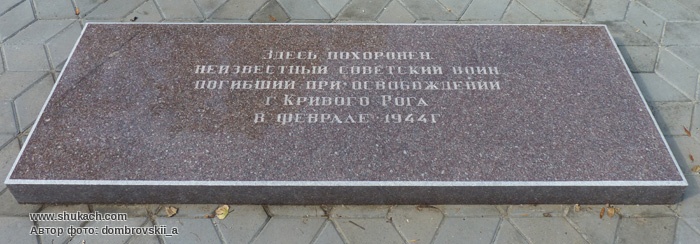 Здесь похоронен
неизвестный советский воин
погибший при освобождении
г. Кривого Рога
в феврале 1944г
www.shukach.com
Автор фото: dombrovskii_a